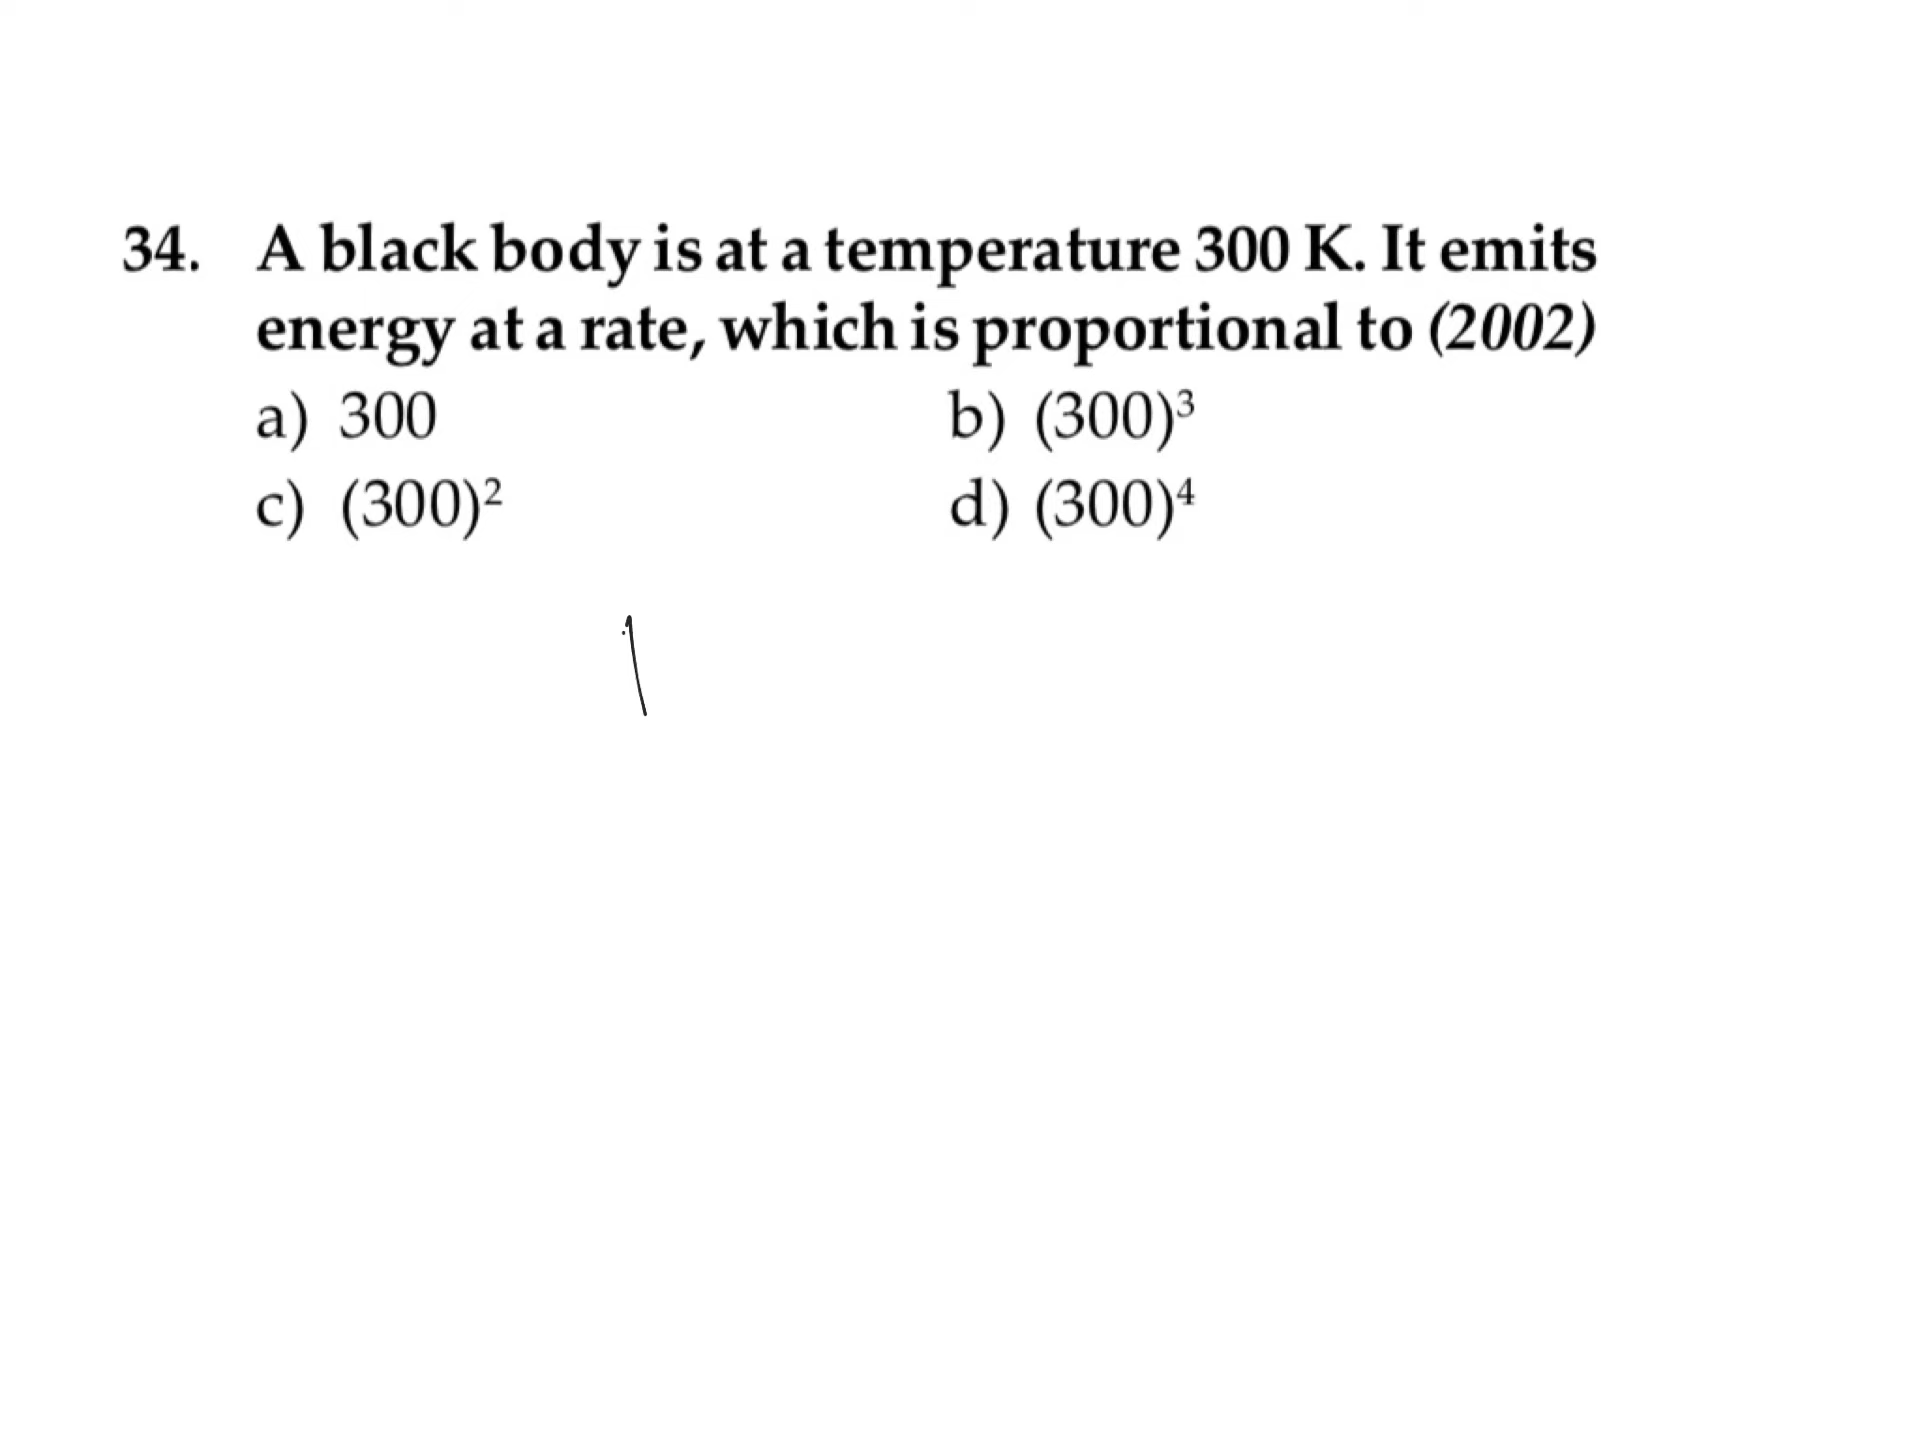 34. A black body is at a temperature 300 K. It emits
energy at a rate, which is proportional to (2002)
a) 300 b) (300)³
c) (300)² d) (300)⁴